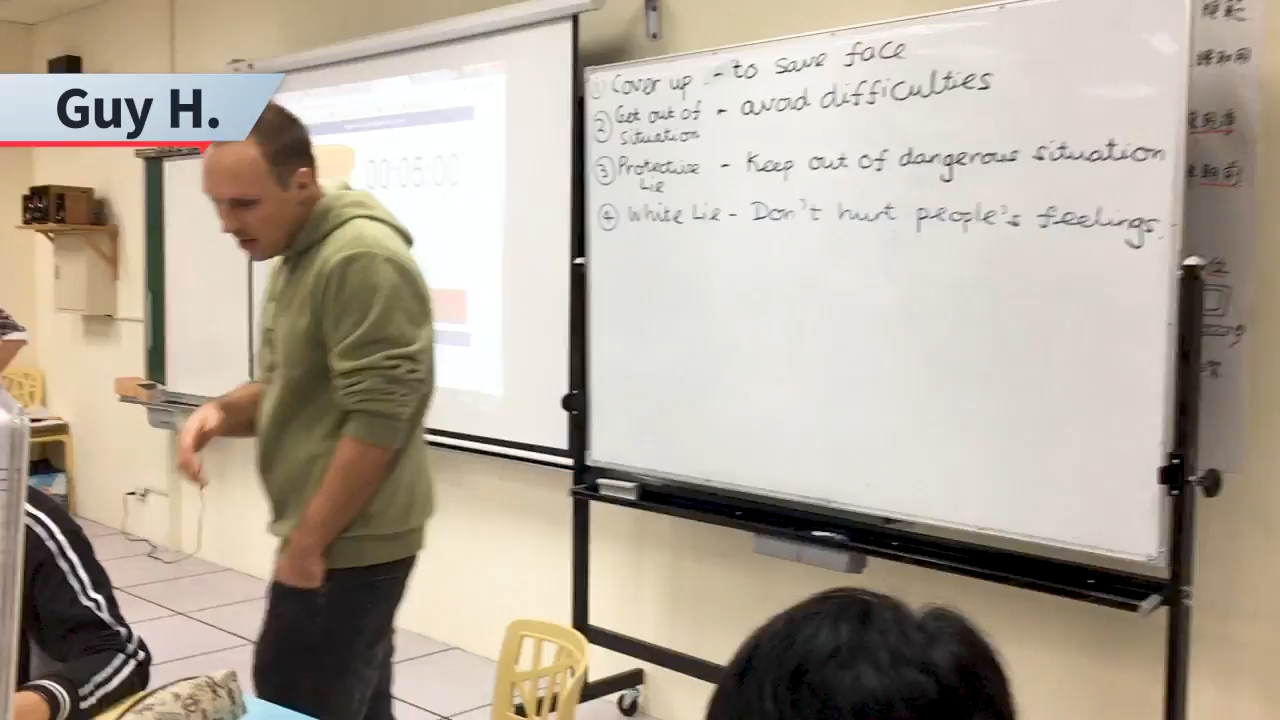 Guy H.
00:05:00
① Cover up - to save face
② Get out of - avoid difficulties
situation
③ Protective - Keep out of dangerous situation
Lie
④ White Lie - Don't hurt people's feelings.